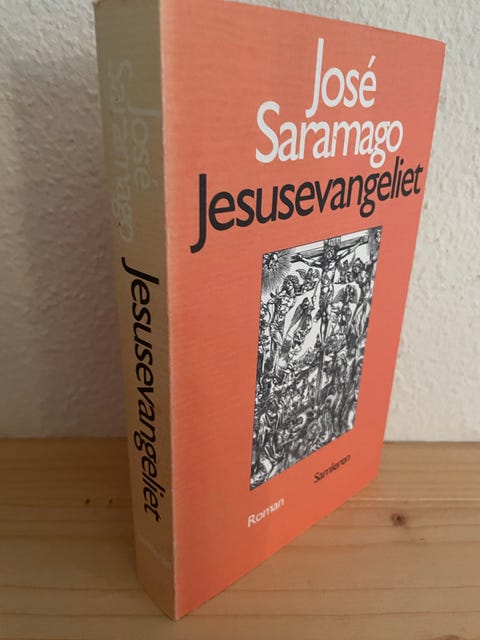 José
Saramago
Jesusevangeliet
Samleren
Roman
José
Saramago
Jesusevangeliet